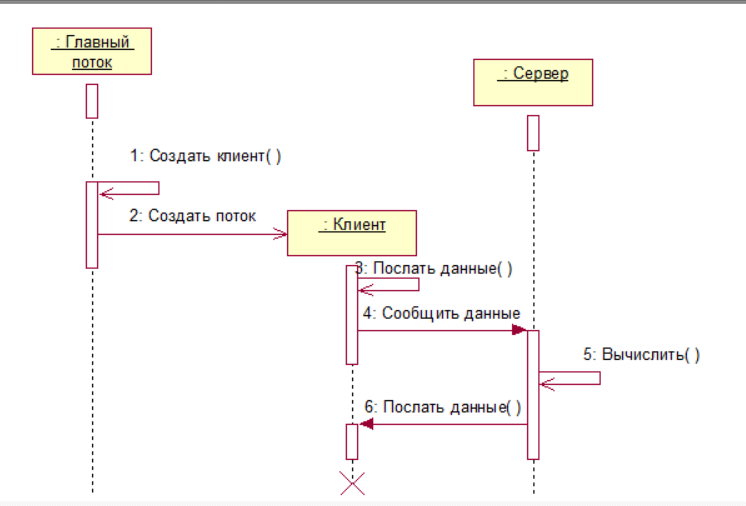 : Главный
поток
: Сервер
1: Создать клиент( )
2: Создать поток
: Клиент
3: Послать данные( )
4: Сообщить данные
5: Вычислить( )
6: Послать данные( )